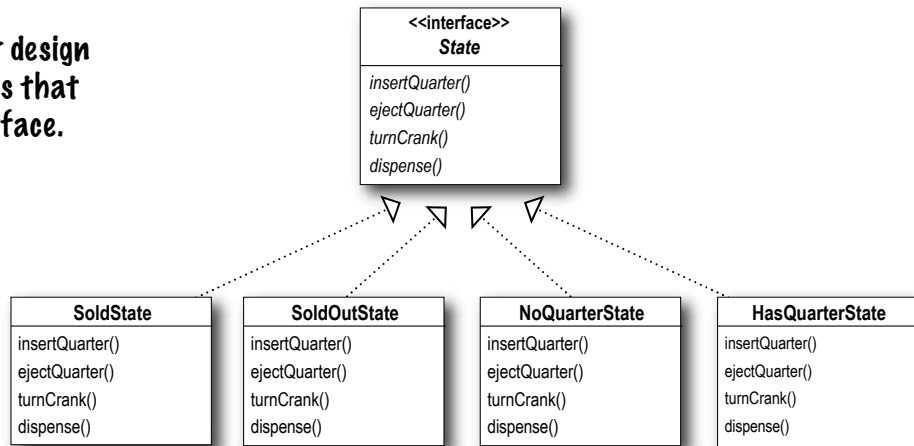 r design
s that
face.
<<interface>>
State
insertQuarter()
ejectQuarter()
turnCrank()
dispense()
SoldState
insertQuarter()
ejectQuarter()
turnCrank()
dispense()
SoldOutState
insertQuarter()
ejectQuarter()
turnCrank()
dispense()
NoQuarterState
insertQuarter()
ejectQuarter()
turnCrank()
dispense()
HasQuarterState
insertQuarter()
ejectQuarter()
turnCrank()
dispense()